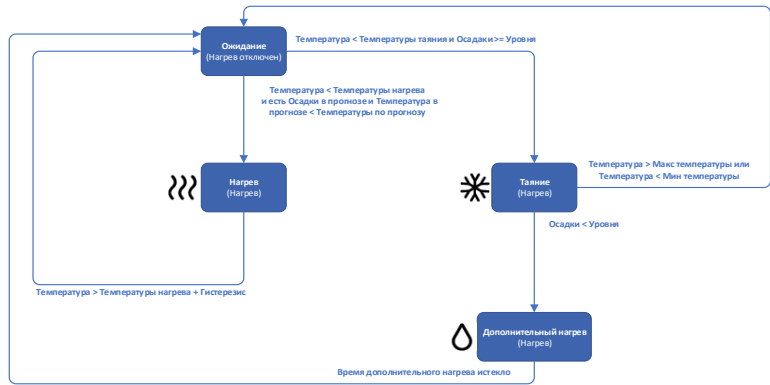 Ожидание
(Нагрев отключен)
Температура < Температуры таяния и Осадки >= Уровня
Температура < Температуры нагрева
и есть Осадки в прогнозе и Температура в
прогнозе < Температуры по прогнозу
Нагрев
(Нагрев)
Таяние
(Нагрев)
Температура > Макс температуры или
Температура < Мин температуры
Осадки < Уровня
Температура > Температуры нагрева + Гистерезис
Дополнительный нагрев
(Нагрев)
Время дополнительного нагрева истекло